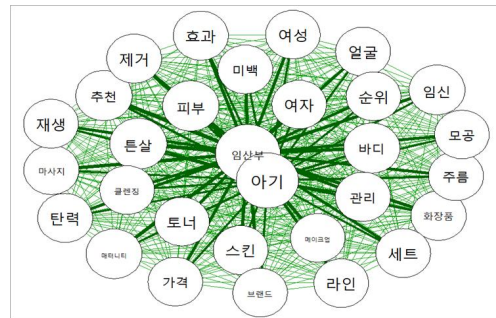 효과
여성
얼굴
제거
미백
추천
피부
여자
순위
임신
재생
튼살
임산부
바디
모공
마사지
클렌징
아기
관리
주름
탄력
토너
스킨
메이크업
화장품
매터니티
세트
가격
브랜드
라인